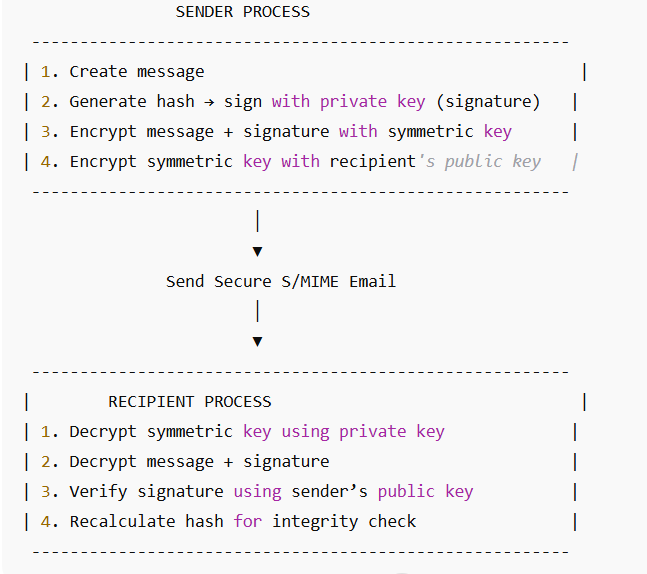 SENDER PROCESS
--------------------------------------------------------
| 1. Create message |
| 2. Generate hash → sign with private key (signature) |
| 3. Encrypt message + signature with symmetric key |
| 4. Encrypt symmetric key with recipient's public key |
--------------------------------------------------------
│
▼
Send Secure S/MIME Email
│
▼
--------------------------------------------------------
| RECIPIENT PROCESS |
| 1. Decrypt symmetric key using private key |
| 2. Decrypt message + signature |
| 3. Verify signature using sender’s public key |
| 4. Recalculate hash for integrity check |
--------------------------------------------------------